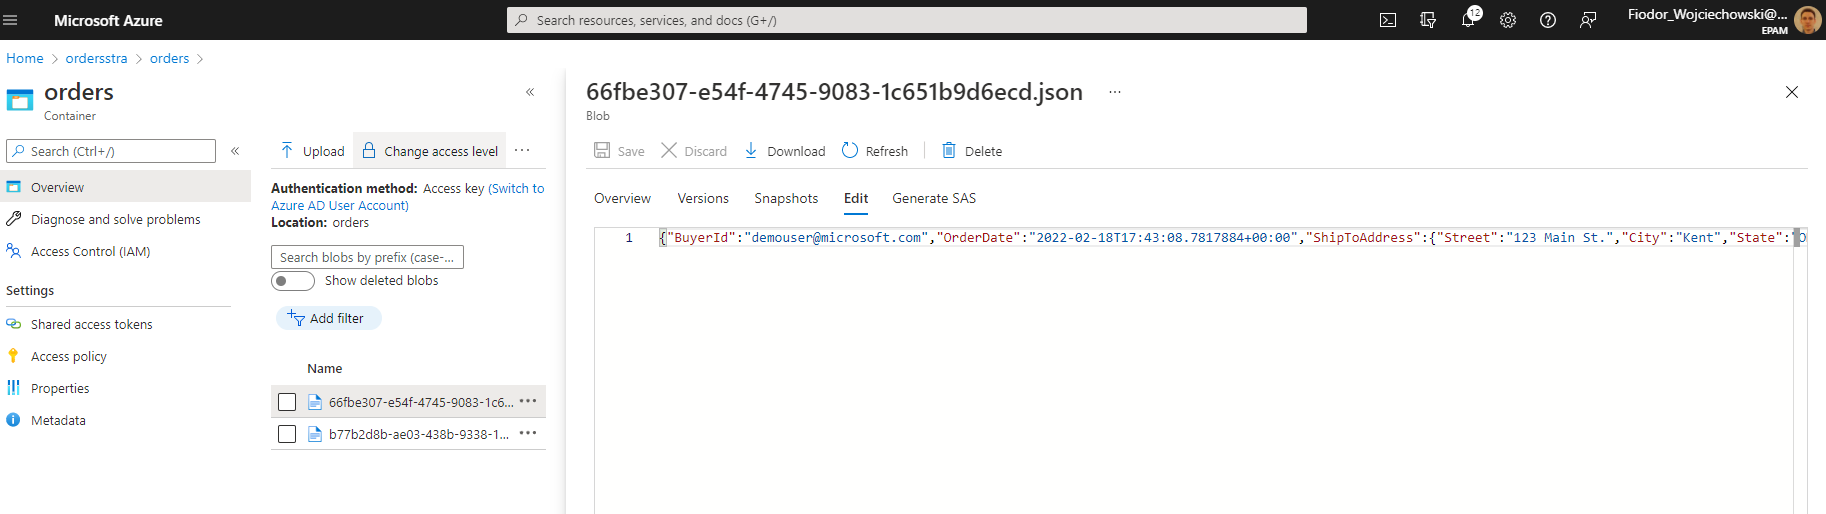 Microsoft Azure
Search resources, services, and docs (G+/)
12
Fiodor_Wojciechowski@...
EPAM
Home > ordersstra > orders >
orders
Container
«
Search (Ctrl+/)
«
Overview
Diagnose and solve problems
Access Control (IAM)
Settings
Shared access tokens
Access policy
Properties
Metadata
Upload Change access level ...
Authentication method: Access key (Switch to
Azure AD User Account)
Location: orders
Search blobs by prefix (case-...
Show deleted blobs
Add filter
Name
66fbe307-e54f-4745-9083-1c6... ...
b77b2d8b-ae03-438b-9338-1... ...
66fbe307-e54f-4745-9083-1c651b9d6ecd.json ...
Blob
Save Discard Download Refresh Delete
Overview Versions Snapshots Edit Generate SAS
1 {"BuyerId":"demouser@microsoft.com","OrderDate":"2022-02-18T17:43:08.7817884+00:00","ShipToAddress":{"Street":"123 Main St.","City":"Kent","State":"O